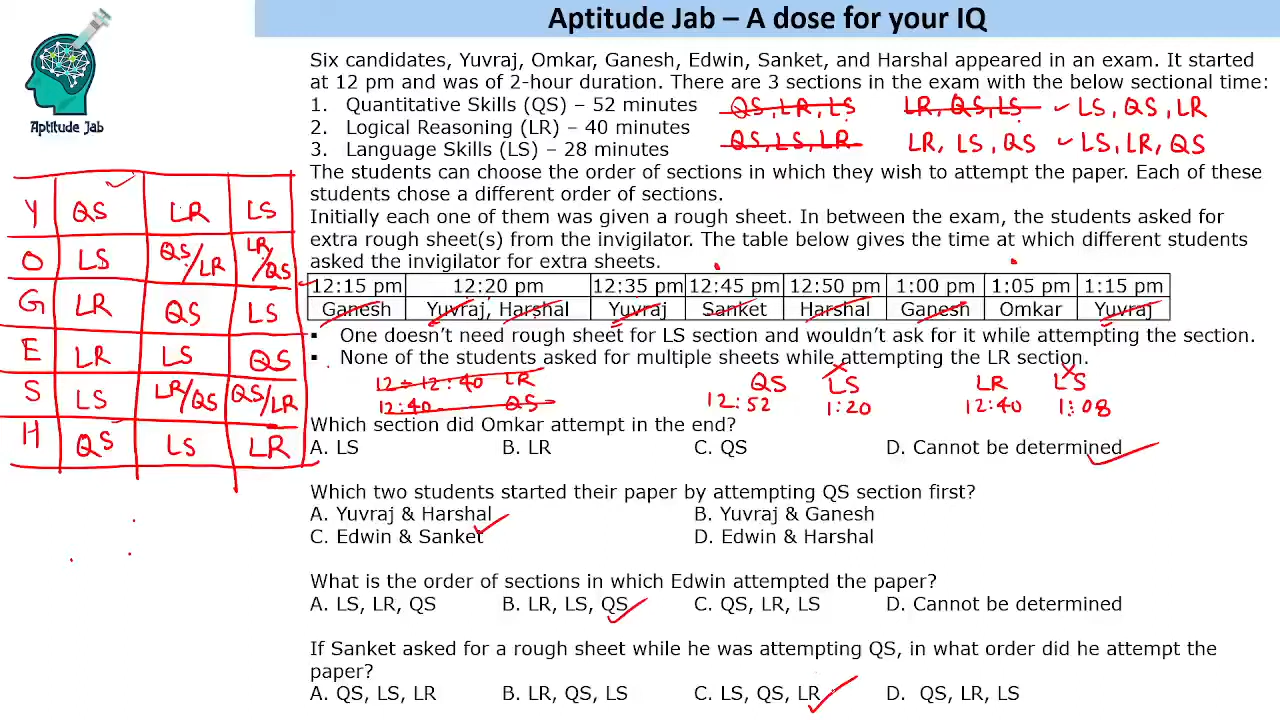 Aptitude Jab – A dose for your IQ
Aptitude Jab
Six candidates, Yuvraj, Omkar, Ganesh, Edwin, Sanket, and Harshal appeared in an exam. It started
at 12 pm and was of 2-hour duration. There are 3 sections in the exam with the below sectional time:
1. Quantitative Skills (QS) – 52 minutes QS, LR, LS LR, QS, LS LS, QS, LR
2. Logical Reasoning (LR) – 40 minutes
3. Language Skills (LS) – 28 minutes QS, LS, LR LR, LS, QS LS, LR, QS
The students can choose the order of sections in which they wish to attempt the paper. Each of these
students chose a different order of sections.
Initially each one of them was given a rough sheet. In between the exam, the students asked for
extra rough sheet(s) from the invigilator. The table below gives the time at which different students
asked the invigilator for extra sheets.
12:15 pm 12:20 pm 12:35 pm 12:45 pm 12:50 pm 1:00 pm 1:05 pm 1:15 pm
Ganesh Yuvraj, Harshal Yuvraj Sanket Harshal Ganesh Omkar Yuvraj
▪ One doesn't need rough sheet for LS section and wouldn't ask for it while attempting the section.
▪ None of the students asked for multiple sheets while attempting the LR section.
12 - 12:40 LR QS LS LR LS
12:40 QS 12:52 1:20 12:40 1:08
Y QS LR LS
O LS QS/LR LR/QS
G LR QS LS
E LR LS QS
S LS LR/QS QS/LR
H QS LS LR
Which section did Omkar attempt in the end?
A. LS B. LR C. QS D. Cannot be determined
Which two students started their paper by attempting QS section first?
A. Yuvraj & Harshal B. Yuvraj & Ganesh
C. Edwin & Sanket D. Edwin & Harshal
What is the order of sections in which Edwin attempted the paper?
A. LS, LR, QS B. LR, LS, QS C. QS, LR, LS D. Cannot be determined
If Sanket asked for a rough sheet while he was attempting QS, in what order did he attempt the
paper?
A. QS, LS, LR B. LR, QS, LS C. LS, QS, LR D. QS, LR, LS